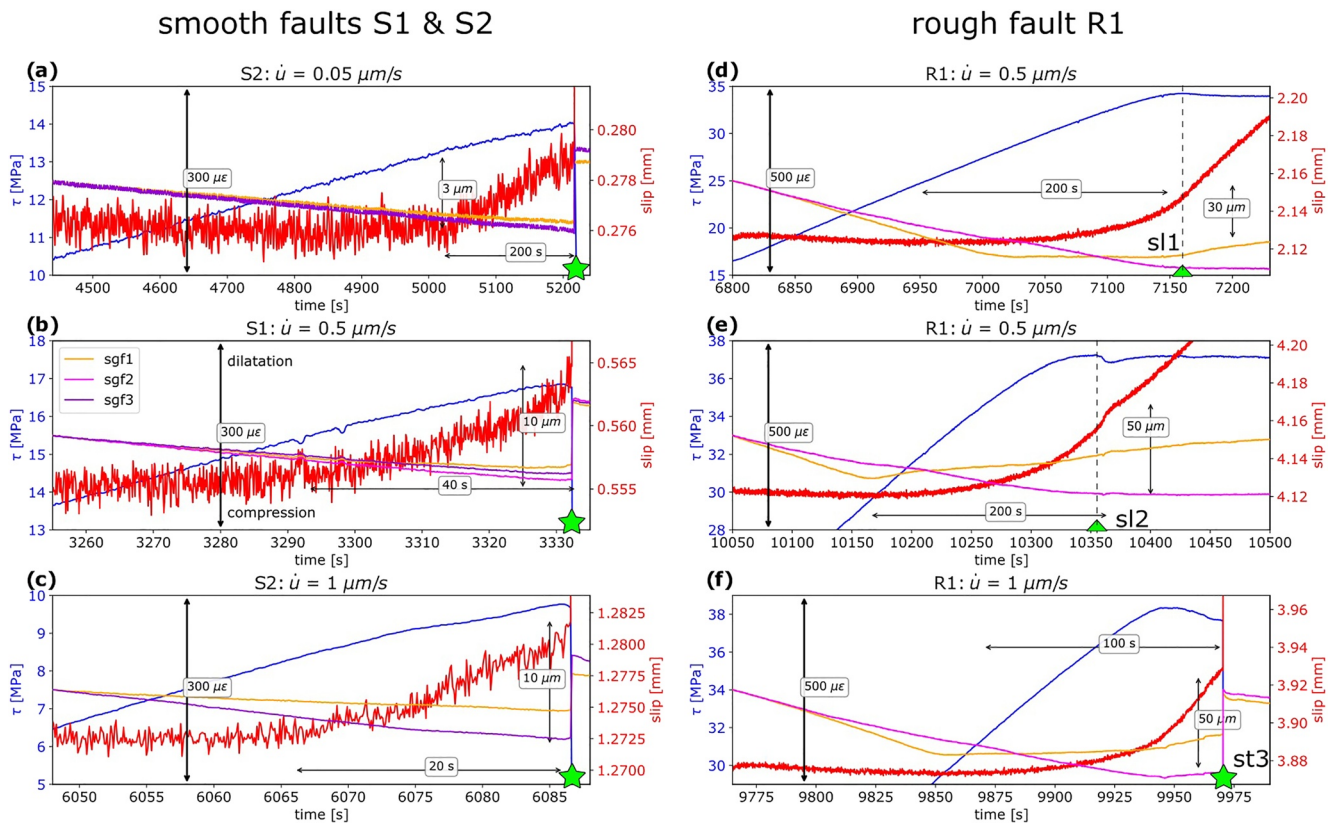 smooth faults S1 & S2
rough fault R1
(a)
S2: u̇ = 0.05 μm/s
15
14
13
12
11
10
τ [MPa]
300 με
3 μm
200 s
0.280
0.278
0.276
slip [mm]
4500 4600 4700 4800 4900 5000 5100 5200
time [s]
(d)
R1: u̇ = 0.5 μm/s
35
30
25
20
15
τ [MPa]
500 με
200 s
30 μm
sl1
2.20
2.18
2.16
2.14
2.12
slip [mm]
6800 6850 6900 6950 7000 7050 7100 7150 7200
time [s]
(b)
S1: u̇ = 0.5 μm/s
18
17
16
15
14
13
τ [MPa]
sgf1
sgf2
sgf3
dilatation
300 με
compression
10 μm
40 s
0.565
0.560
0.555
slip [mm]
3260 3270 3280 3290 3300 3310 3320 3330
time [s]
(e)
R1: u̇ = 0.5 μm/s
38
36
34
32
30
28
τ [MPa]
500 με
50 μm
200 s
sl2
4.20
4.18
4.16
4.14
4.12
slip [mm]
10050 10100 10150 10200 10250 10300 10350 10400 10450 10500
time [s]
(c)
S2: u̇ = 1 μm/s
10
9
8
7
6
5
τ [MPa]
300 με
10 μm
20 s
1.2825
1.2800
1.2775
1.2750
1.2725
1.2700
slip [mm]
6050 6055 6060 6065 6070 6075 6080 6085
time [s]
(f)
R1: u̇ = 1 μm/s
38
36
34
32
30
τ [MPa]
500 με
100 s
50 μm
st3
3.96
3.94
3.92
3.90
3.88
slip [mm]
9775 9800 9825 9850 9875 9900 9925 9950 9975
time [s]